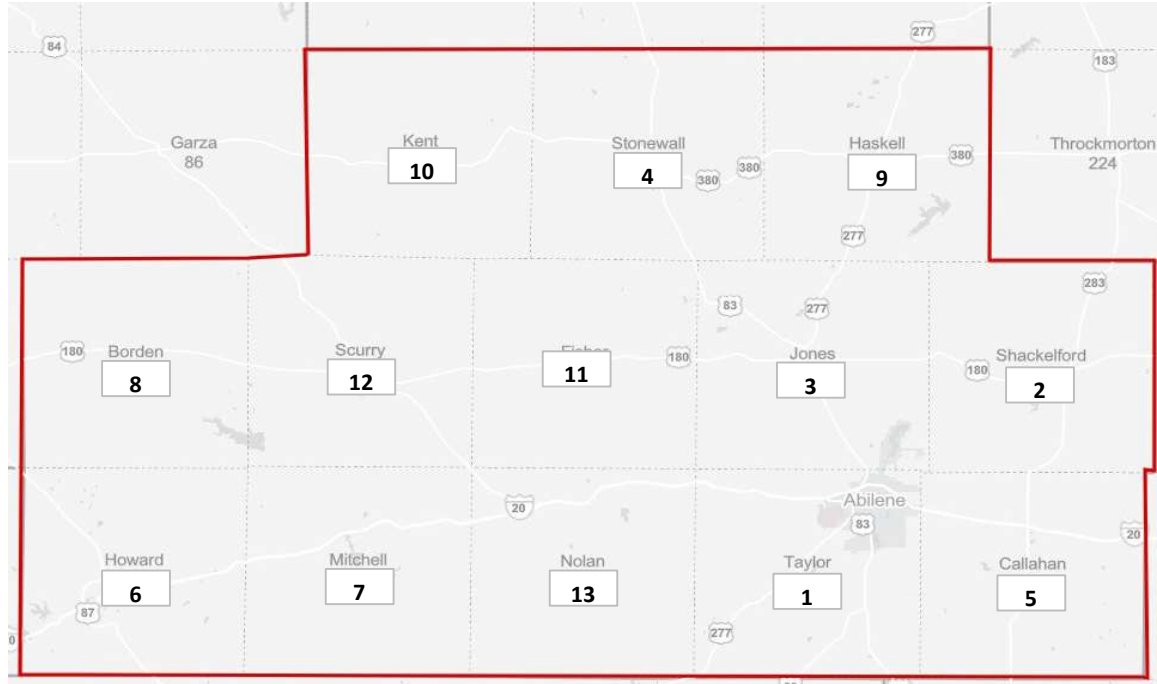 277
84
183
Garza
86
Kent
10
Stonewall
4
380
380
Haskell
9
380
Throckmorton
224
277
283
83
277
180
Borden
8
Scurry
12
11
180
Jones
3
180
Shackelford
2
20
Abilene
83
20
Howard
6
87
Mitchell
7
Nolan
13
Taylor
1
Callahan
5
277